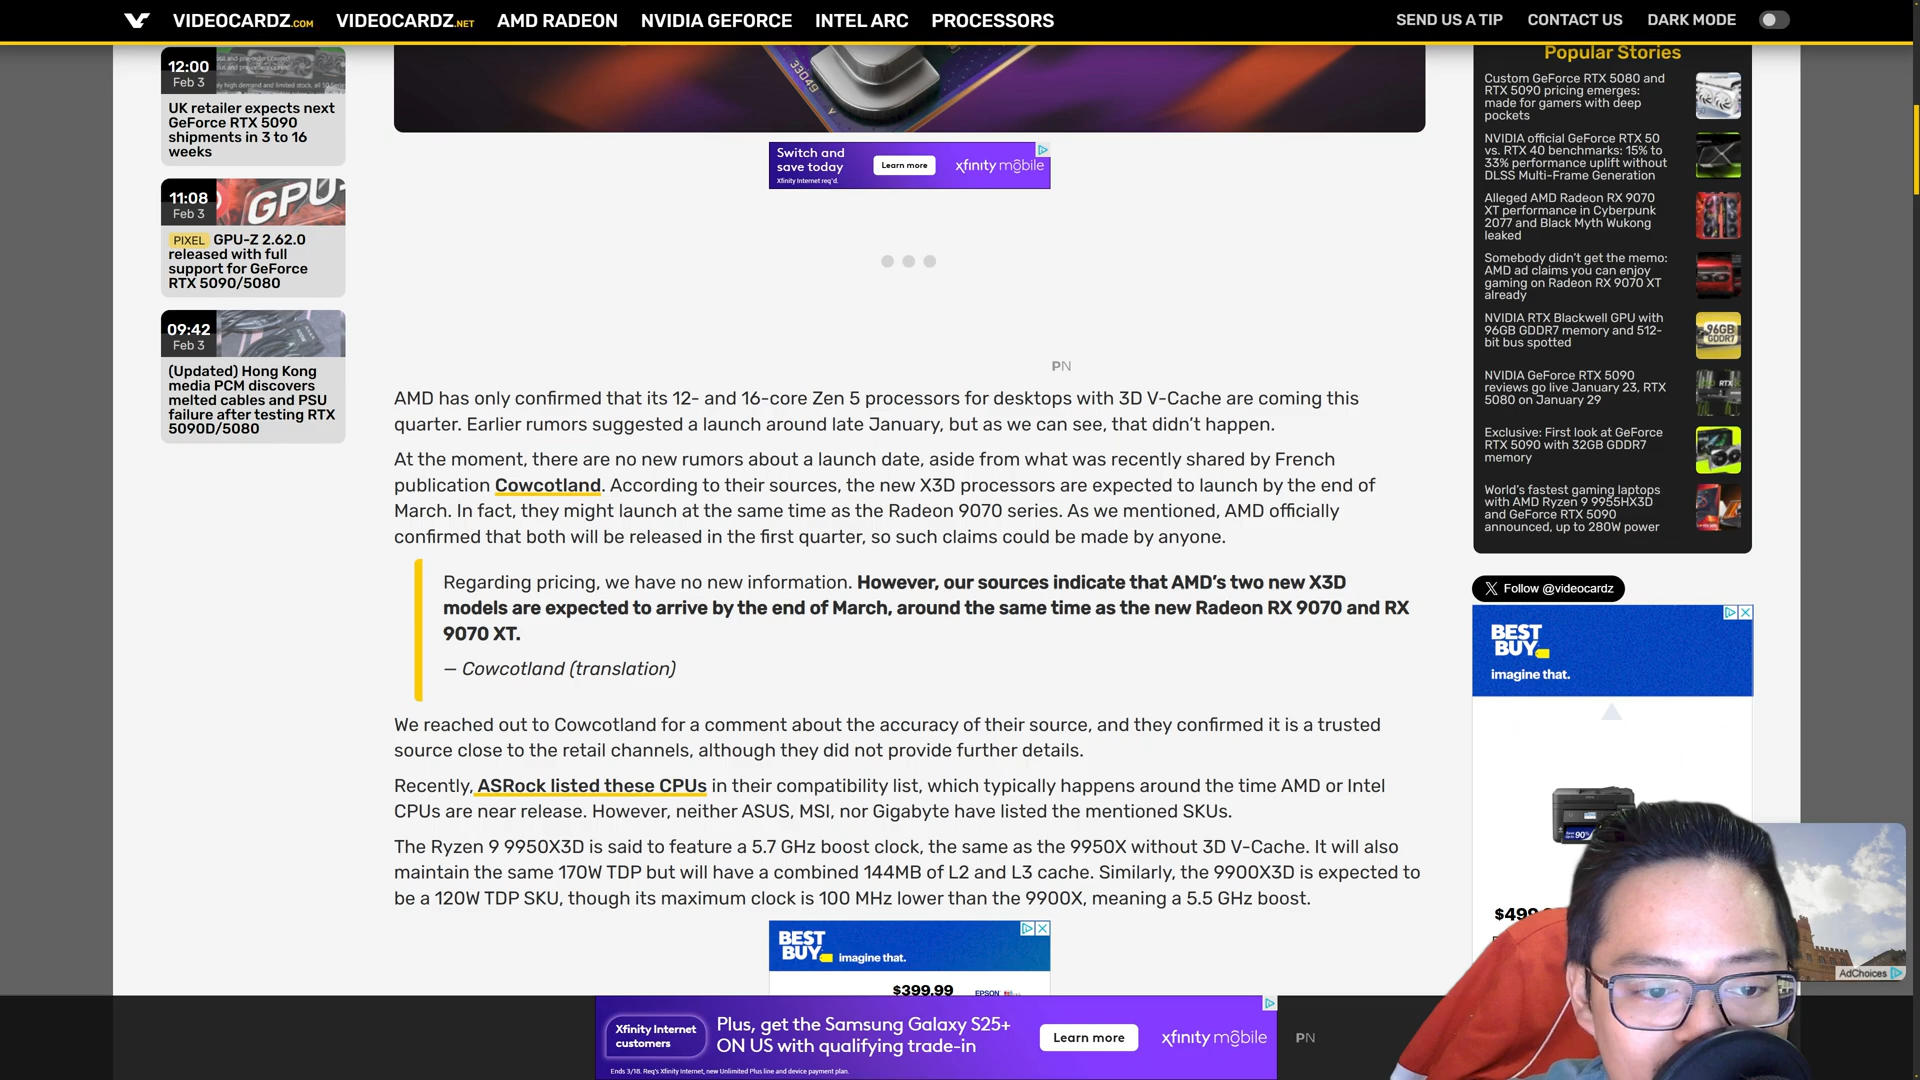 VIDEOCARDZ.COM VIDEOCARDZ.NET AMD RADEON NVIDIA GEFORCE INTEL ARC PROCESSORS SEND US A TIP CONTACT US DARK MODE
12:00
Feb 3
UK retailer expects next
GeForce RTX 5090
shipments in 3 to 16
weeks
11:08
Feb 3
GPU
PIXEL GPU-Z 2.62.0
released with full
support for GeForce
RTX 5090/5080
09:42
Feb 3
(Updated) Hong Kong
media PCM discovers
melted cables and PSU
failure after testing RTX
5090D/5080
33049
Switch and
save today
Xfinity Internet req'd.
Learn more
xfinity mobile
PN
AMD has only confirmed that its 12- and 16-core Zen 5 processors for desktops with 3D V-Cache are coming this
quarter. Earlier rumors suggested a launch around late January, but as we can see, that didn't happen.
At the moment, there are no new rumors about a launch date, aside from what was recently shared by French
publication Cowcotland. According to their sources, the new X3D processors are expected to launch by the end of
March. In fact, they might launch at the same time as the Radeon 9070 series. As we mentioned, AMD officially
confirmed that both will be released in the first quarter, so such claims could be made by anyone.
Regarding pricing, we have no new information. However, our sources indicate that AMD's two new X3D
models are expected to arrive by the end of March, around the same time as the new Radeon RX 9070 and RX
9070 XT.
— Cowcotland (translation)
We reached out to Cowcotland for a comment about the accuracy of their source, and they confirmed it is a trusted
source close to the retail channels, although they did not provide further details.
Recently, ASRock listed these CPUs in their compatibility list, which typically happens around the time AMD or Intel
CPUs are near release. However, neither ASUS, MSI, nor Gigabyte have listed the mentioned SKUs.
The Ryzen 9 9950X3D is said to feature a 5.7 GHz boost clock, the same as the 9950X without 3D V-Cache. It will also
maintain the same 170W TDP but will have a combined 144MB of L2 and L3 cache. Similarly, the 9900X3D is expected to
be a 120W TDP SKU, though its maximum clock is 100 MHz lower than the 9900X, meaning a 5.5 GHz boost.
BEST
BUY
imagine that.
$399.99
EPSON
Popular Stories
Custom GeForce RTX 5080 and
RTX 5090 pricing emerges:
made for gamers with deep
pockets
NVIDIA official GeForce RTX 50
vs. RTX 40 benchmarks: 15% to
33% performance uplift without
DLSS Multi-Frame Generation
Alleged AMD Radeon RX 9070
XT performance in Cyberpunk
2077 and Black Myth Wukong
leaked
Somebody didn't get the memo:
AMD ad claims you can enjoy
gaming on Radeon RX 9070 XT
already
NVIDIA RTX Blackwell GPU with
96GB GDDR7 memory and 512-
bit bus spotted
96GB
GDDR7
NVIDIA GeForce RTX 5090
reviews go live January 23, RTX
5080 on January 29
RTX
Exclusive: First look at GeForce
RTX 5090 with 32GB GDDR7
memory
World's fastest gaming laptops
with AMD Ryzen 9 9955HX3D
and GeForce RTX 5090
announced, up to 280W power
Follow @videocardz
BEST
BUY
imagine that.
90%
$499
AdChoices
Xfinity Internet
customers
Plus, get the Samsung Galaxy S25+
ON US with qualifying trade-in
Learn more
xfinity mobile
Ends 3/18. Req's Xfinity Internet, new Unlimited Plus line and device payment plan.
PN